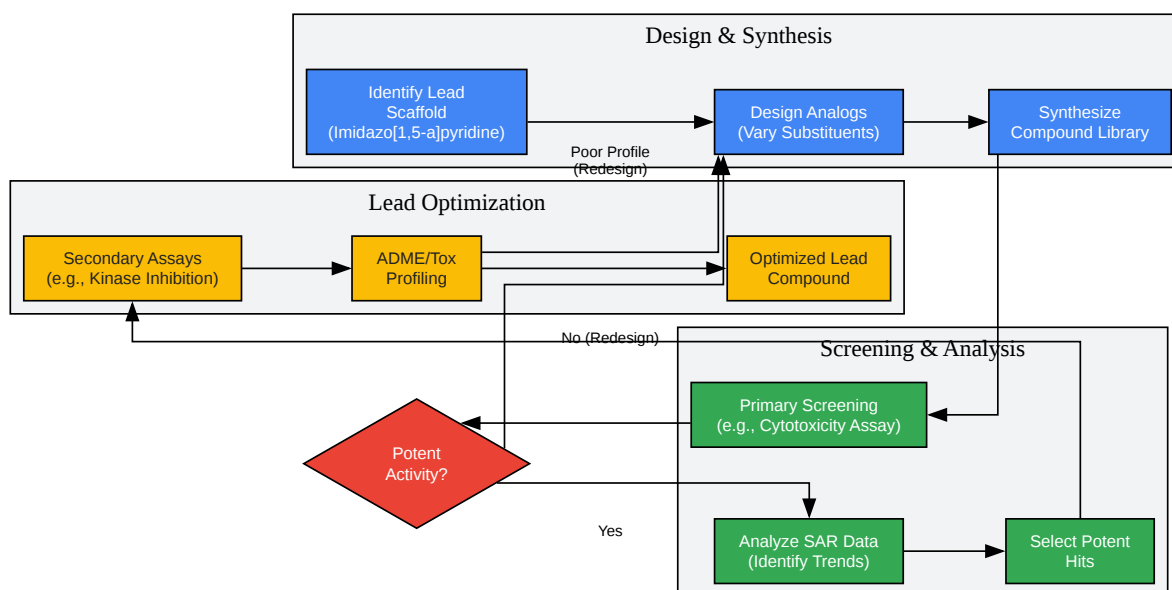 Design & Synthesis
Identify Lead
Scaffold
(Imidazo[1,5-a]pyridine)
Design Analogs
(Vary Substituents)
Synthesize
Compound Library
Poor Profile
(Redesign)
Lead Optimization
Secondary Assays
(e.g., Kinase Inhibition)
ADME/Tox
Profiling
Optimized Lead
Compound
No (Redesign)
Screening & Analysis
Primary Screening
(e.g., Cytotoxicity Assay)
Potent
Activity?
Yes
Analyze SAR Data
(Identify Trends)
Select Potent
Hits